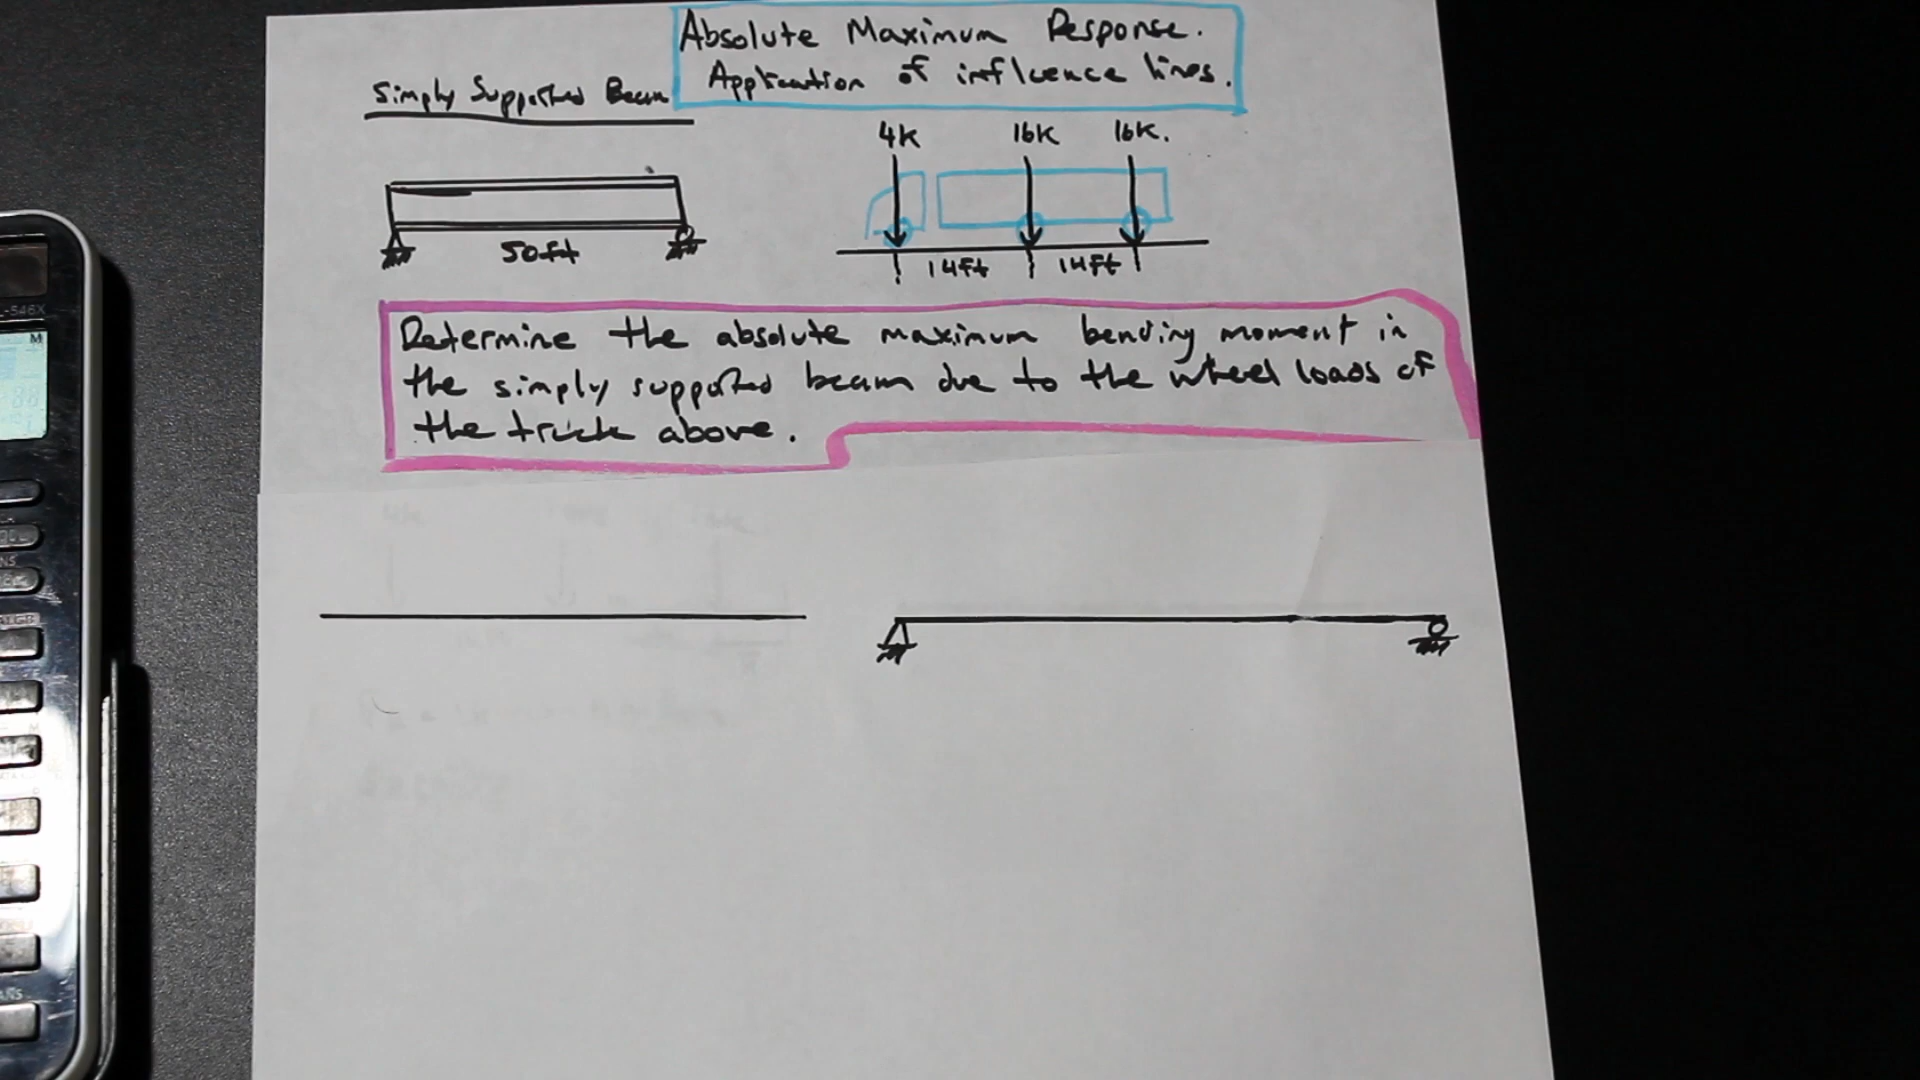 Absolute Maximum Response.
Application of influence lines.
Simply Supported Beam
4k 16k 16k.
50ft
14ft 14ft
Determine the absolute maximum bending moment in
the simply supported beam due to the wheel loads of
the truck above.
-546X
M